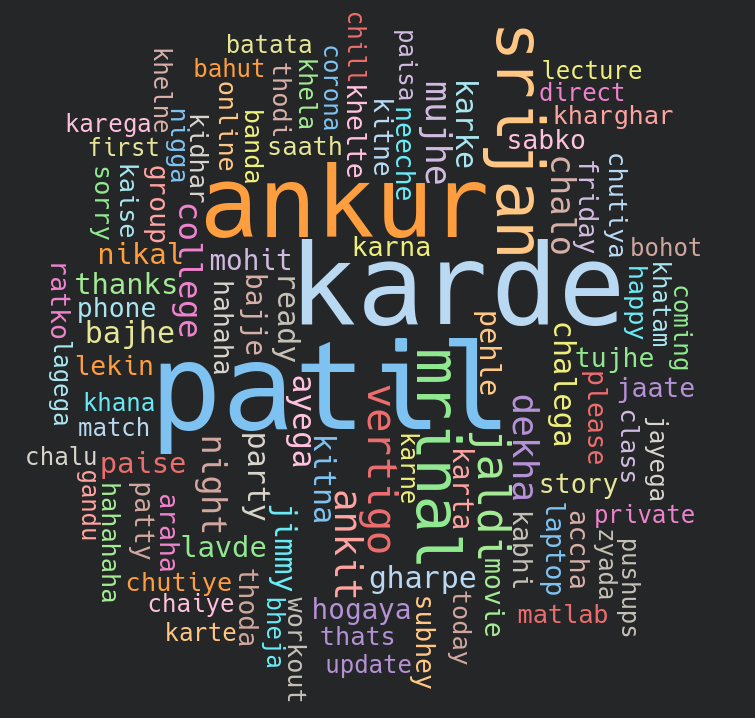 chill
paisa
srijan
batata
khelne
corona
lecture
bahut
thodi
khela
direct
online
khelte
mujhe
karke
karega
nigga
kidhar
banda
kitne
neeche
kharghar
first
saath
sabko
sorry
kaise
group
ankur
chalo
friday
chutiya
nikal
college
mohit
karna
bohot
ratko
thanks
hahaha
bajje
ready
karde
happy
khatam
coming
phone
bajhe
pehle
chalega
lagega
lekin
patil
mrinal
tujhe
please
jaate
khana
ayega
vertigo
dekha
class
match
jayega
chalu
paise
night
party
kittna
karne
karta
jaldi
story
gandu
hahahaha
patty
araha
jimmy
ankit
kabhi
laptop
private
accha
zyada
pushups
lavde
movie
chutiye
thoda
gharpe
today
matlab
chaiye
bheja
workout
hogaya
subhey
karte
thats
update